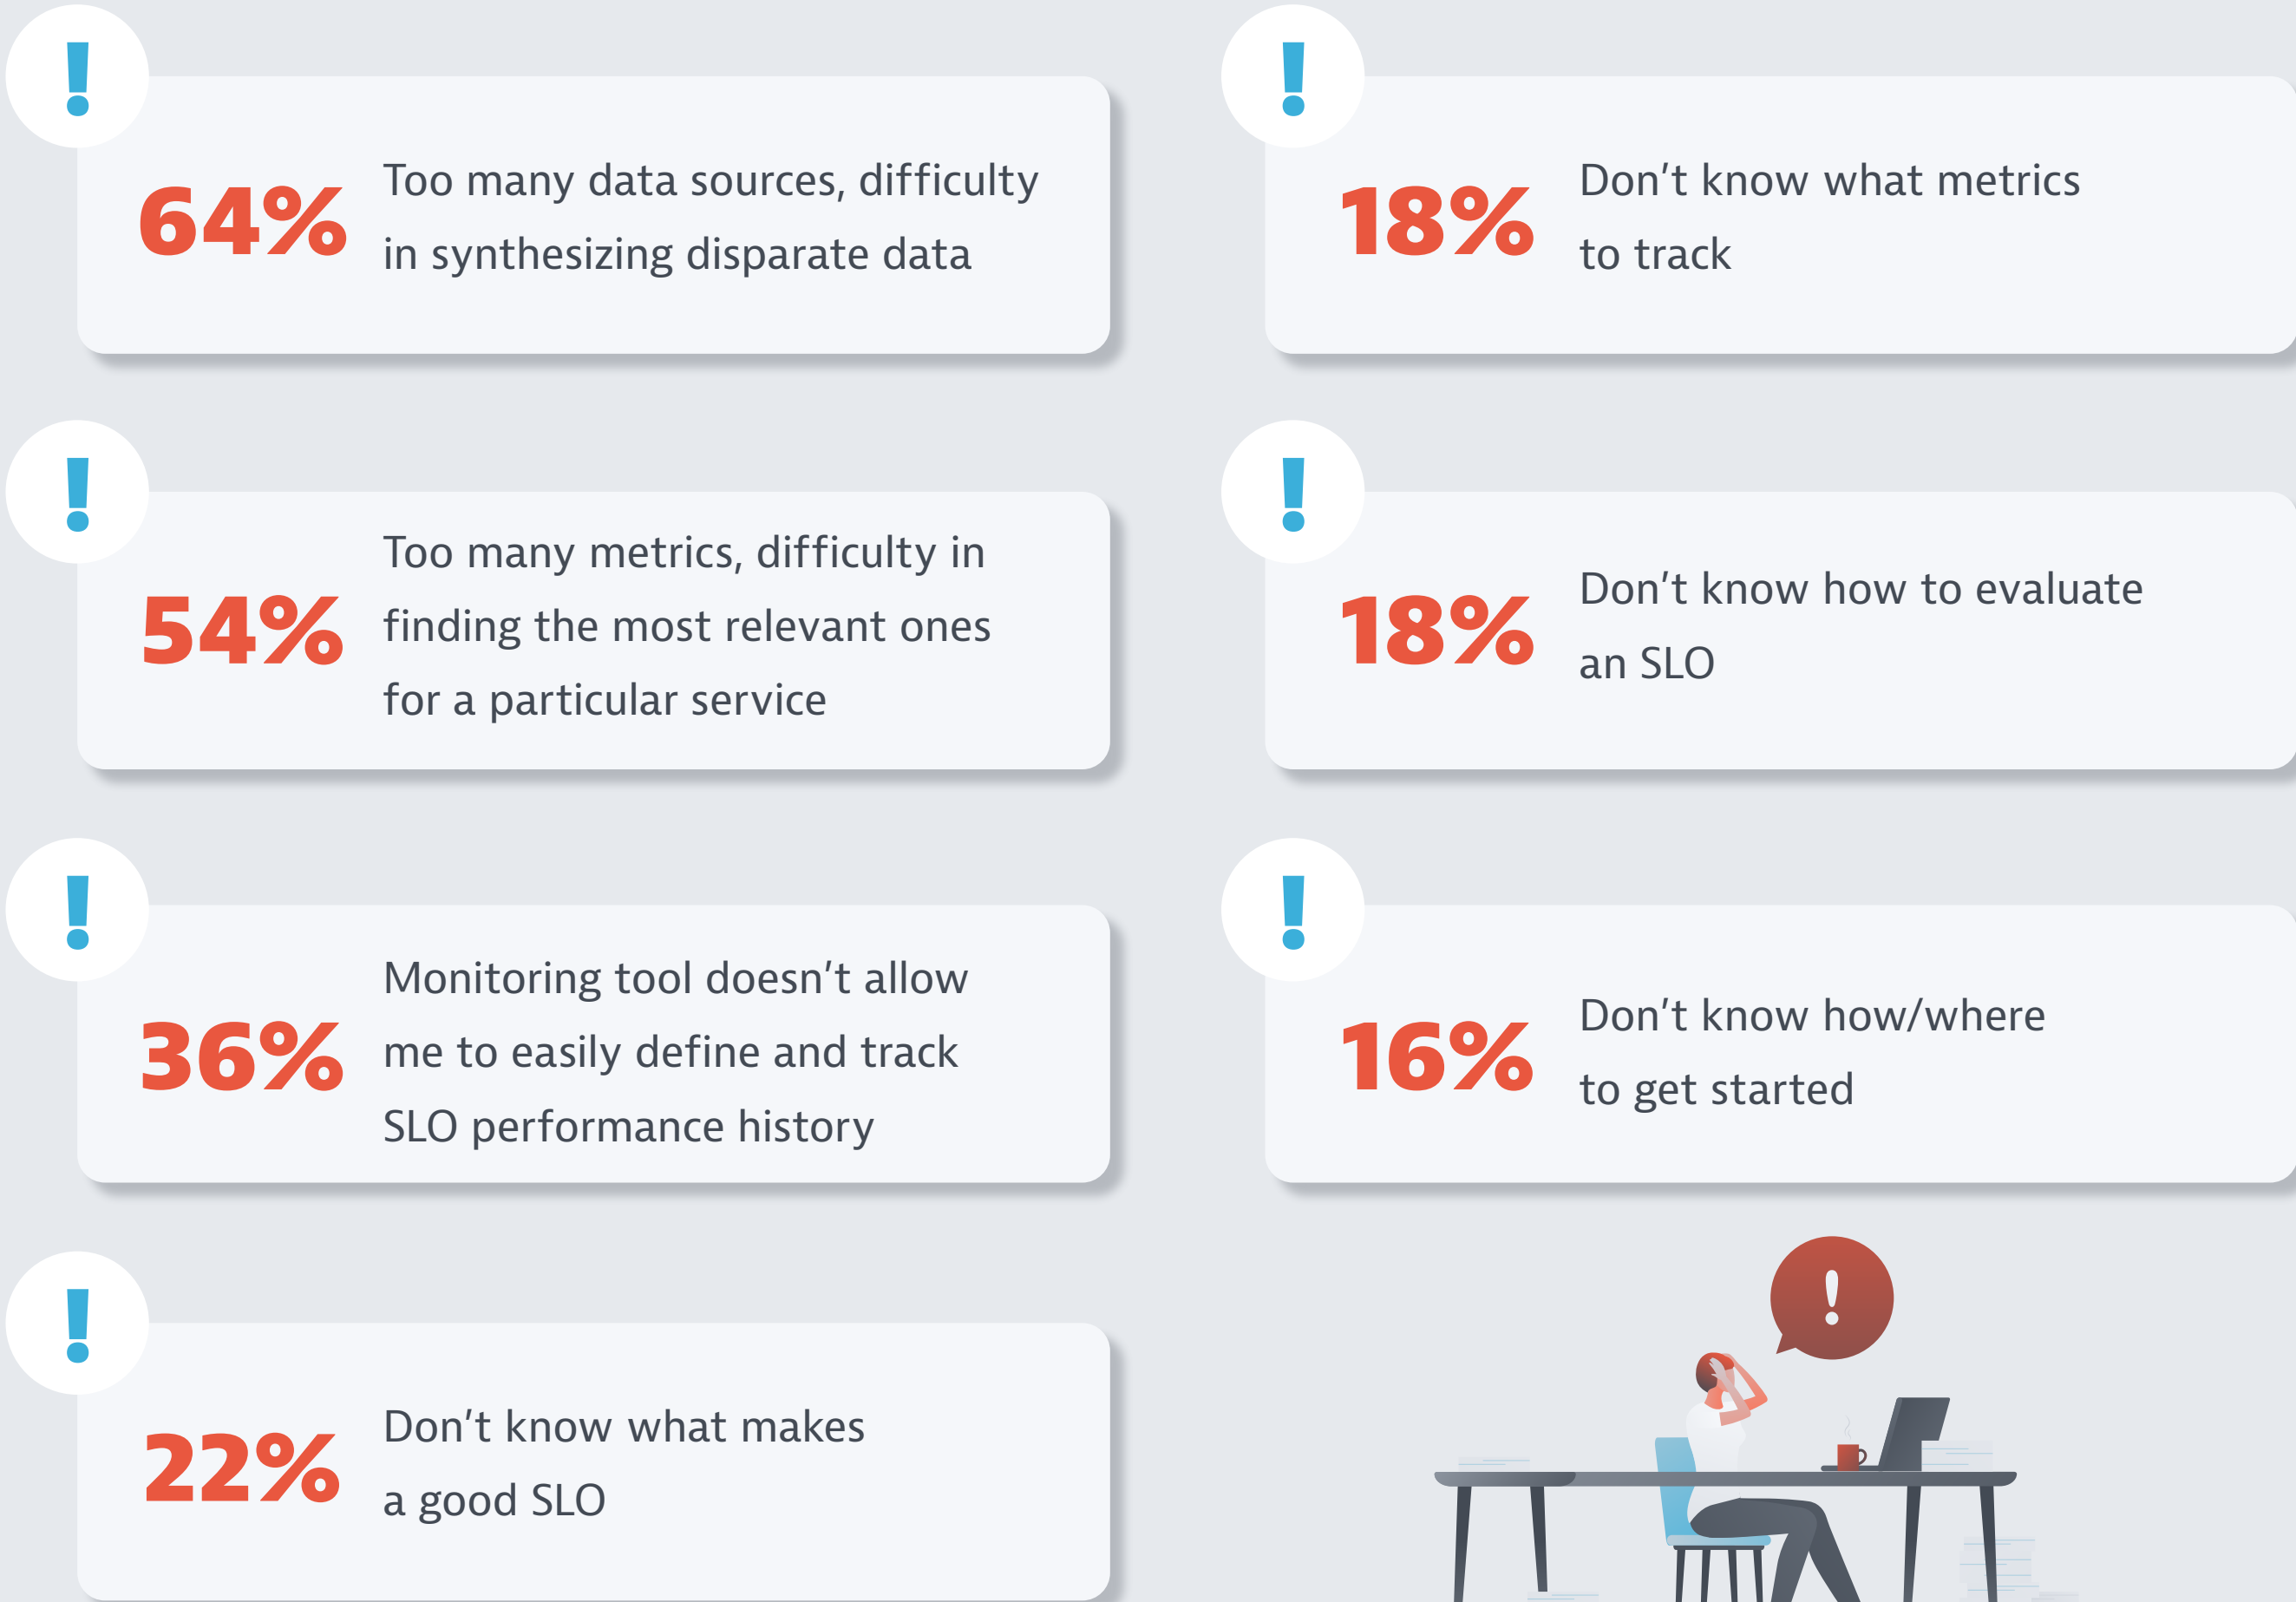 !
64%
Too many data sources, difficulty
in synthesizing disparate data
!
54%
Too many metrics, difficulty in
finding the most relevant ones
for a particular service
!
36%
Monitoring tool doesn’t allow
me to easily define and track
SLO performance history
!
22%
Don’t know what makes
a good SLO
!
18%
Don’t know what metrics
to track
!
18%
Don’t know how to evaluate
an SLO
!
16%
Don’t know how/where
to get started
!